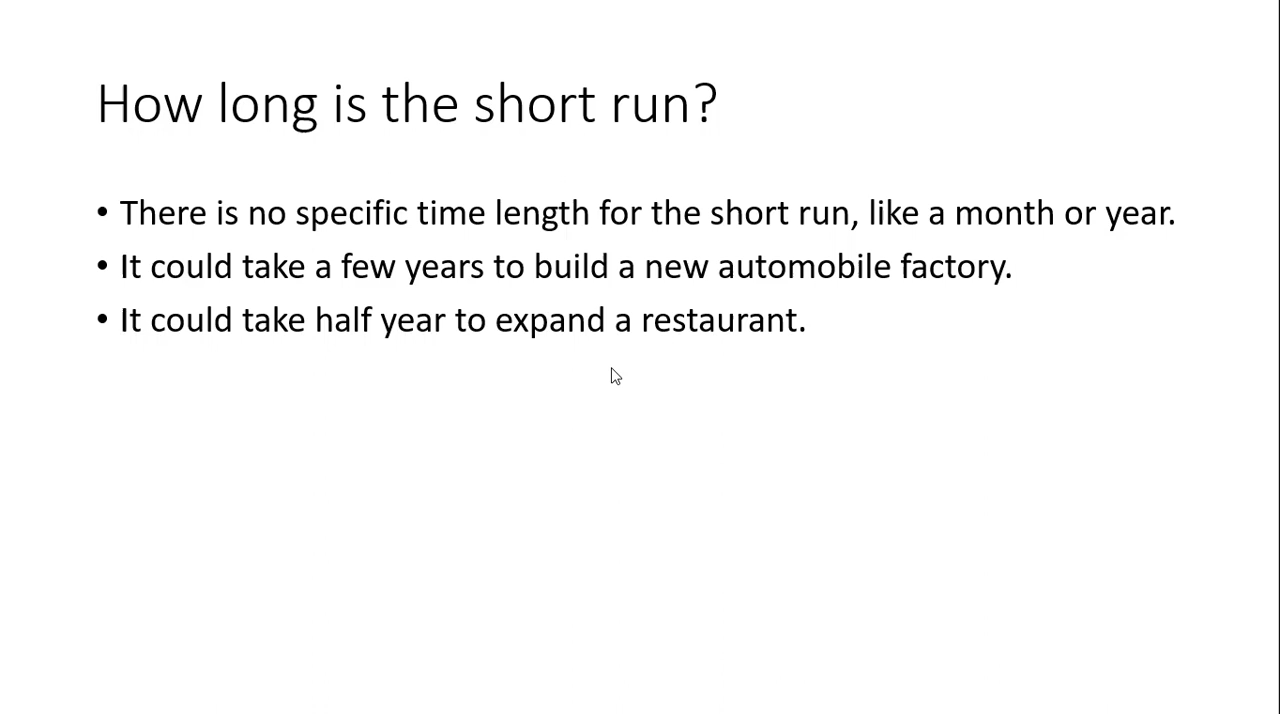 How long is the short run?
• There is no specific time length for the short run, like a month or year.
• It could take a few years to build a new automobile factory.
• It could take half year to expand a restaurant.